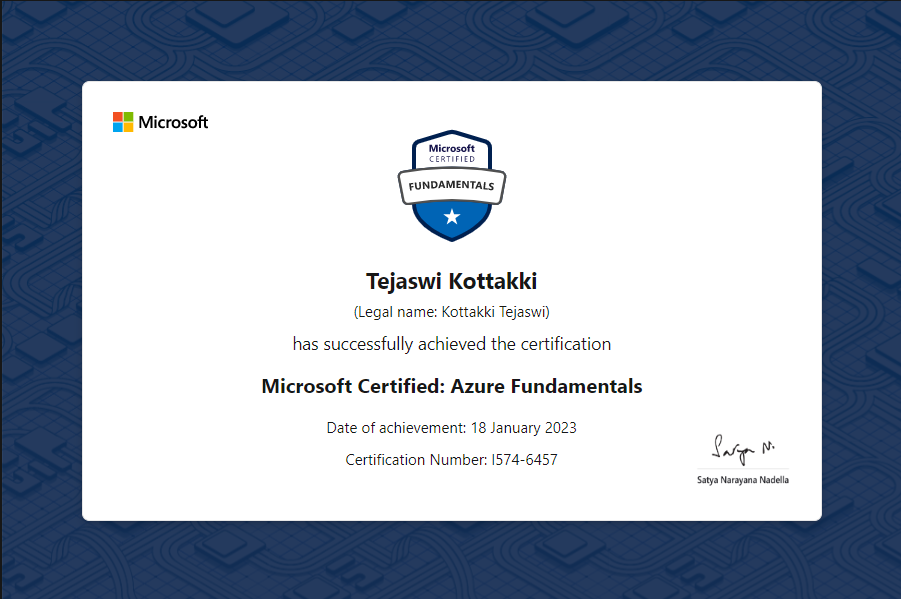 Microsoft
Microsoft
CERTIFIED
FUNDAMENTALS
Tejaswi Kottakki
(Legal name: Kottakki Tejaswi)
has successfully achieved the certification
Microsoft Certified: Azure Fundamentals
Date of achievement: 18 January 2023
Certification Number: I574-6457
Satya N.
Satya Narayana Nadella